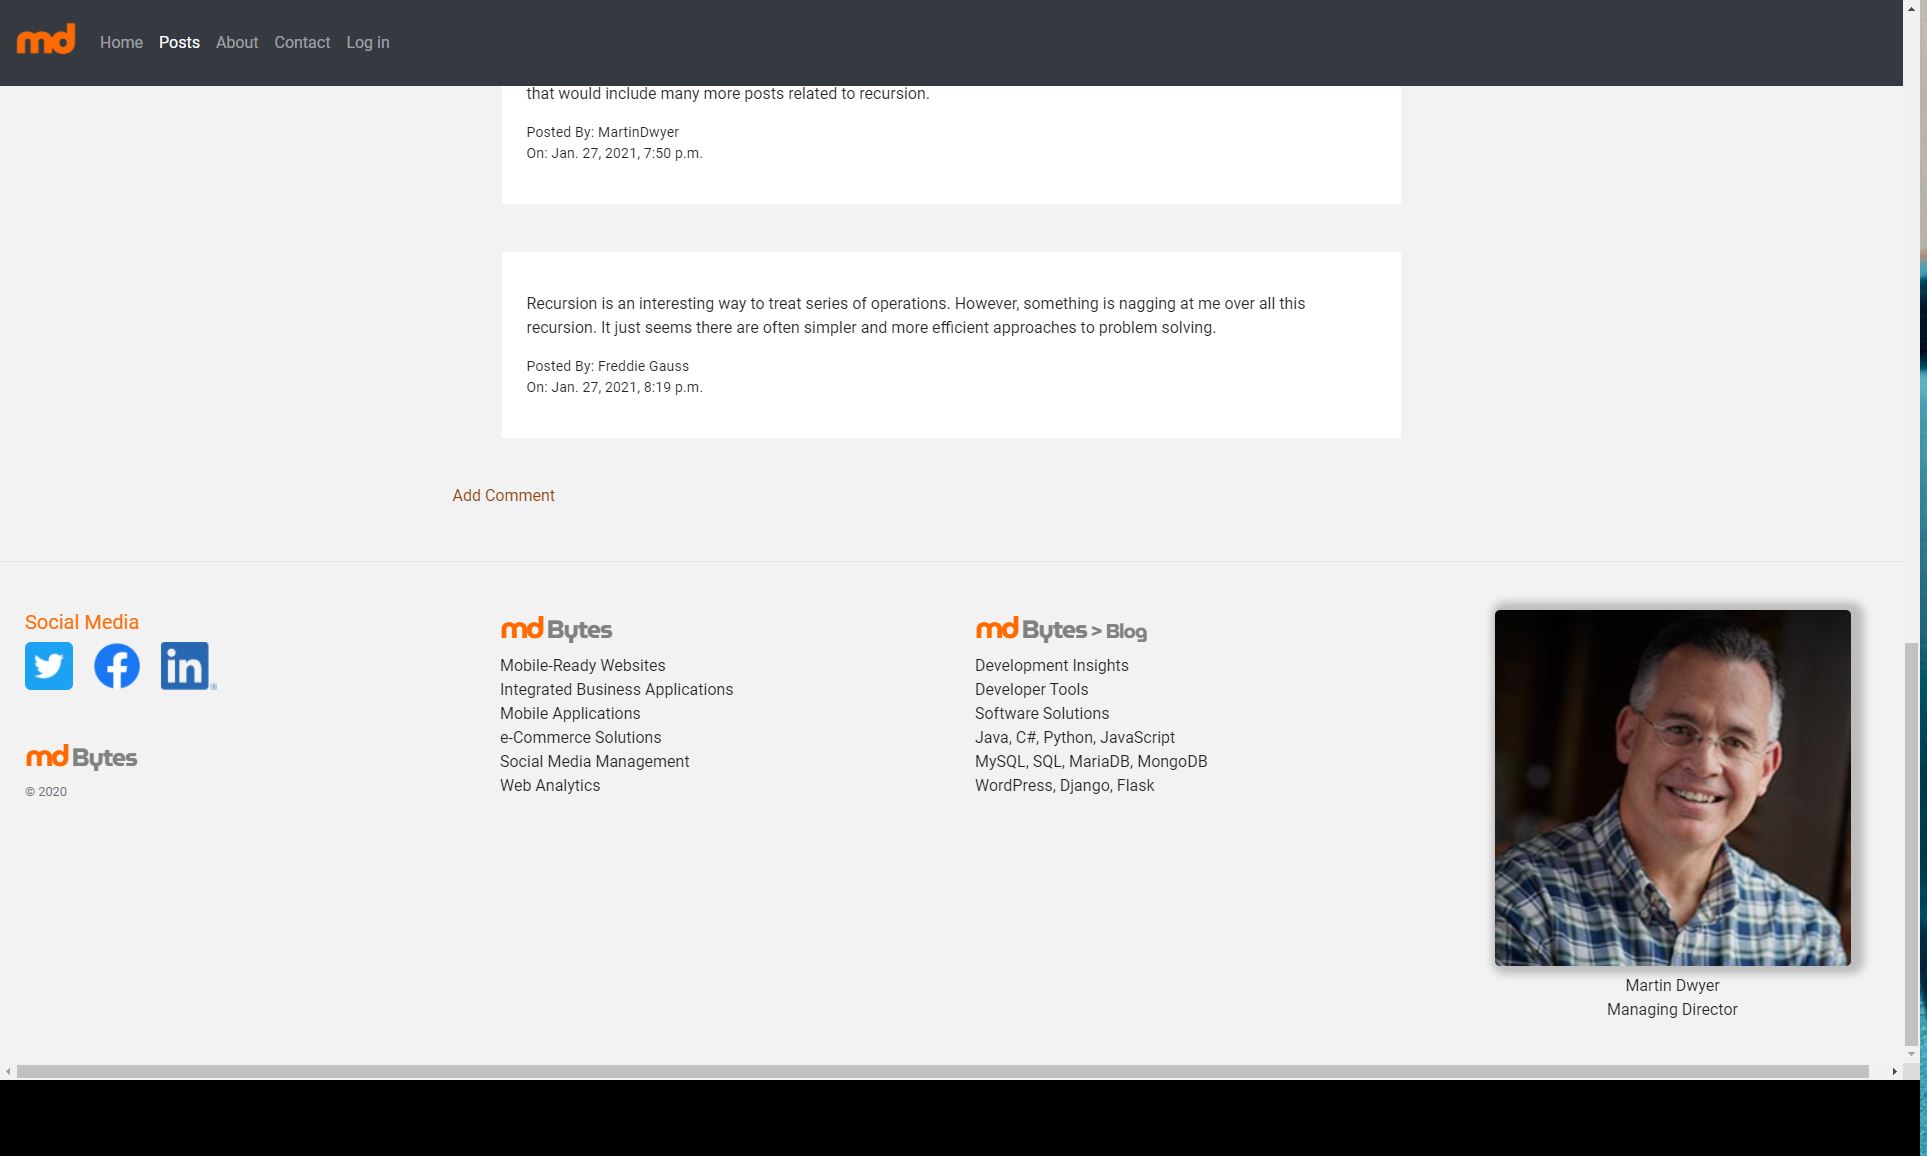 md Home Posts About Contact Log in
that would include many more posts related to recursion.
Posted By: MartinDwyer
On: Jan. 27, 2021, 7:50 p.m.
Recursion is an interesting way to treat series of operations. However, something is nagging at me over all this
recursion. It just seems there are often simpler and more efficient approaches to problem solving.
Posted By: Freddie Gauss
On: Jan. 27, 2021, 8:19 p.m.
Add Comment
Social Media
in
md Bytes
© 2020
md Bytes
Mobile-Ready Websites
Integrated Business Applications
Mobile Applications
e-Commerce Solutions
Social Media Management
Web Analytics
md Bytes > Blog
Development Insights
Developer Tools
Software Solutions
Java, C#, Python, JavaScript
MySQL, SQL, MariaDB, MongoDB
WordPress, Django, Flask
Martin Dwyer
Managing Director